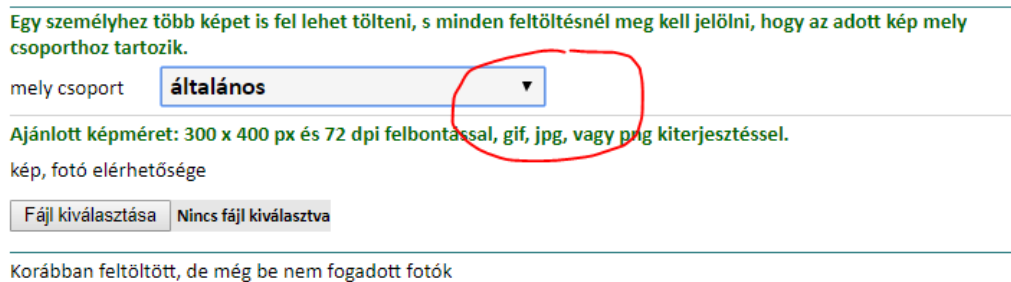 Egy személyhez több képet is fel lehet tölteni, s minden feltöltésnél meg kell jelölni, hogy az adott kép mely
csoporthoz tartozik.
mely csoport általános
Ajánlott képméret: 300 x 400 px és 72 dpi felbontással, gif, jpg, vagy png kiterjesztéssel.
kép, fotó elérhetősége
Fájl kiválasztása Nincs fájl kiválasztva
Korábban feltöltött, de még be nem fogadott fotók